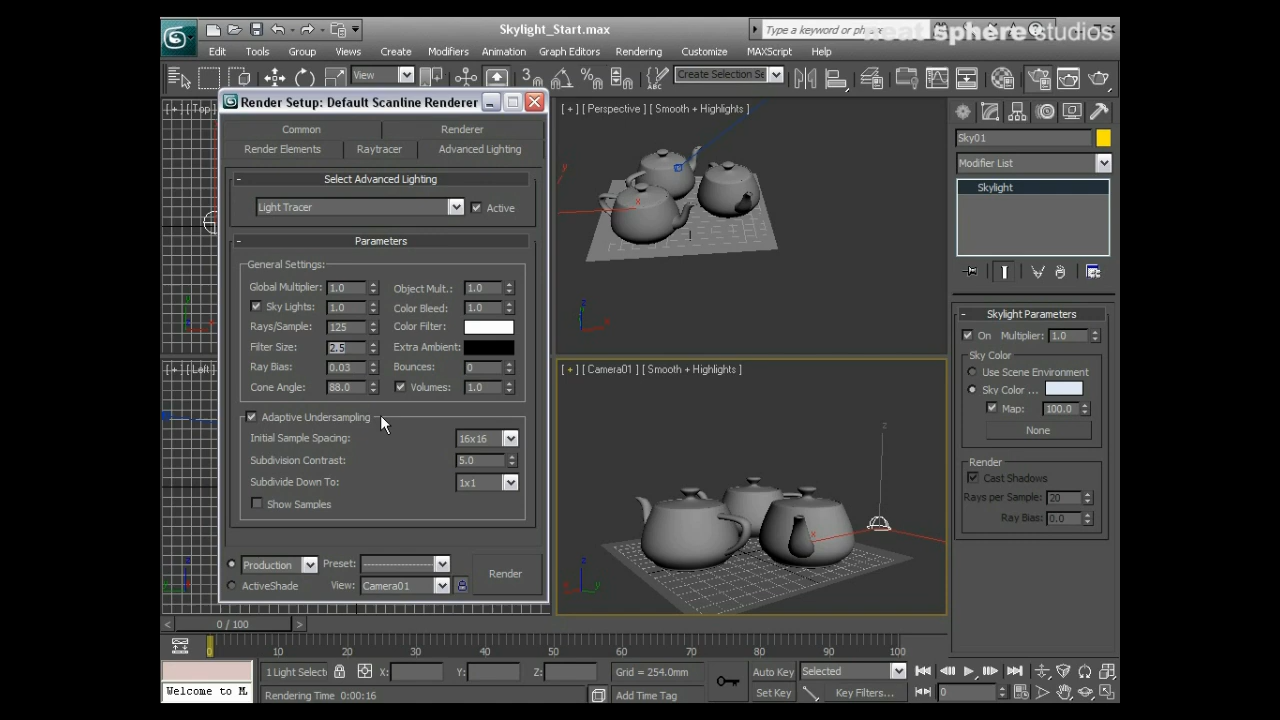 Skylight_Start.max
Type a keyword or phrase
sphere studios
Edit Tools Group Views Create Modifiers Animation Graph Editors Rendering Customize MAXScript Help
View
3
Create Selection Se
[ + ] [ Top ]
Render Setup: Default Scanline Renderer
Common Renderer
Render Elements Raytracer Advanced Lighting
- Select Advanced Lighting
Light Tracer Active
- Parameters
General Settings:
Global Multiplier: 1.0 Object Mult.: 1.0
Sky Lights: 1.0 Color Bleed: 1.0
Rays/Sample: 125 Color Filter:
Filter Size: 2.5 Extra Ambient:
Ray Bias: 0.03 Bounces: 0
Cone Angle: 88.0 Volumes: 1.0
Adaptive Undersampling
Initial Sample Spacing: 16x16
Subdivision Contrast: 5.0
Subdivide Down To: 1x1
Show Samples
Production Preset: --------------------
ActiveShade View: Camera01
Render
[ + ] [ Perspective ] [ Smooth + Highlights ]
y
x
z
[ + ] [ Left ]
[ + ] [ Camera01 ] [ Smooth + Highlights ]
z
x
z
y
Sky01
Modifier List
Skylight
- Skylight Parameters
On Multiplier: 1.0
Sky Color
Use Scene Environment
Sky Color ...
Map: 100.0
None
Render
Cast Shadows
Rays per Sample: 20
Ray Bias: 0.0
< 0 / 100 >
0 10 20 30 40 50 60 70 80 90 100
1 Light Select X: Y: Z: Grid = 254.0mm Auto Key Selected
Welcome to M Rendering Time 0:00:16 Add Time Tag Set Key Key Filters... 0